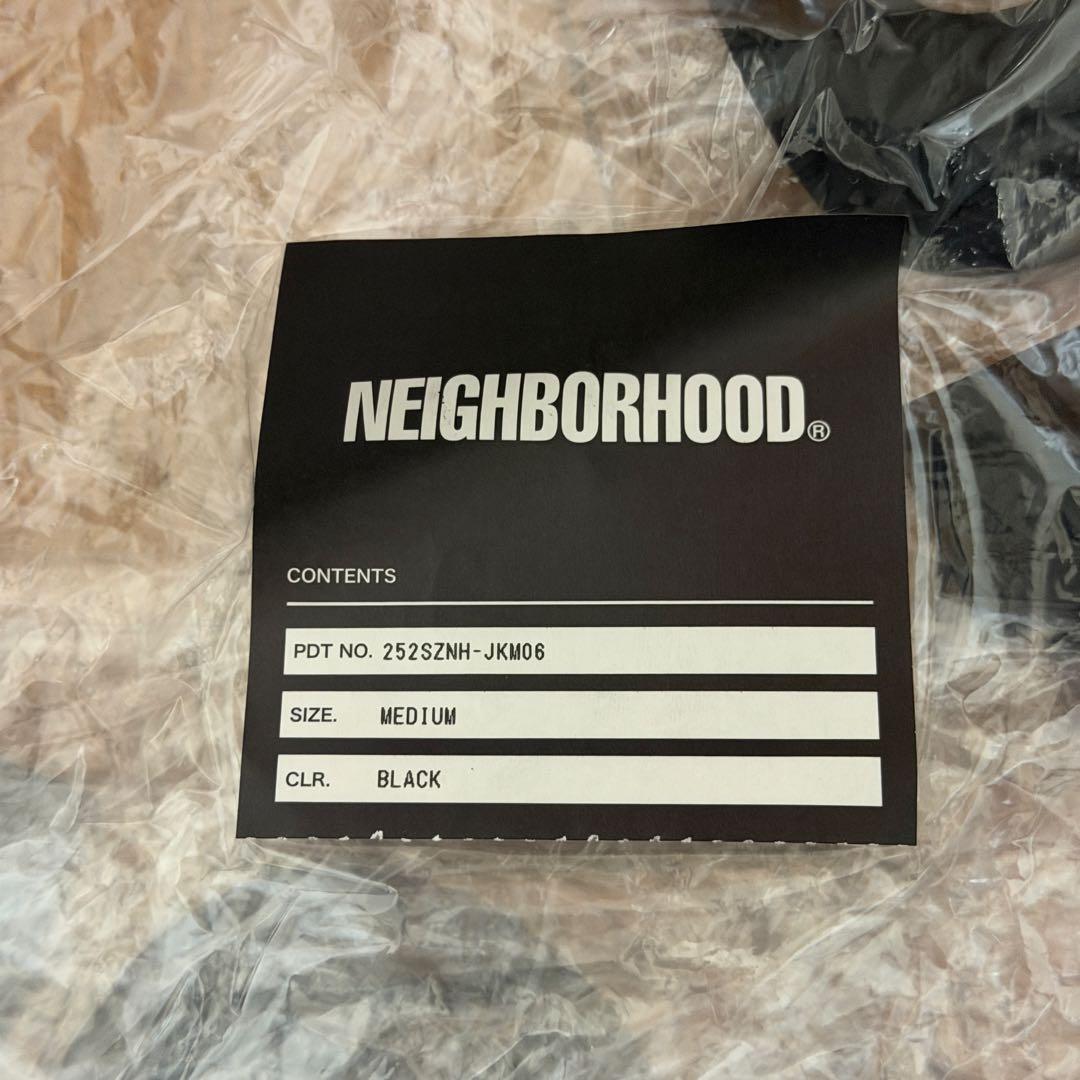 NEIGHBORHOOD®
CONTENTS
PDT NO. 252SZNH-JKM06
SIZE. MEDIUM
CLR. BLACK